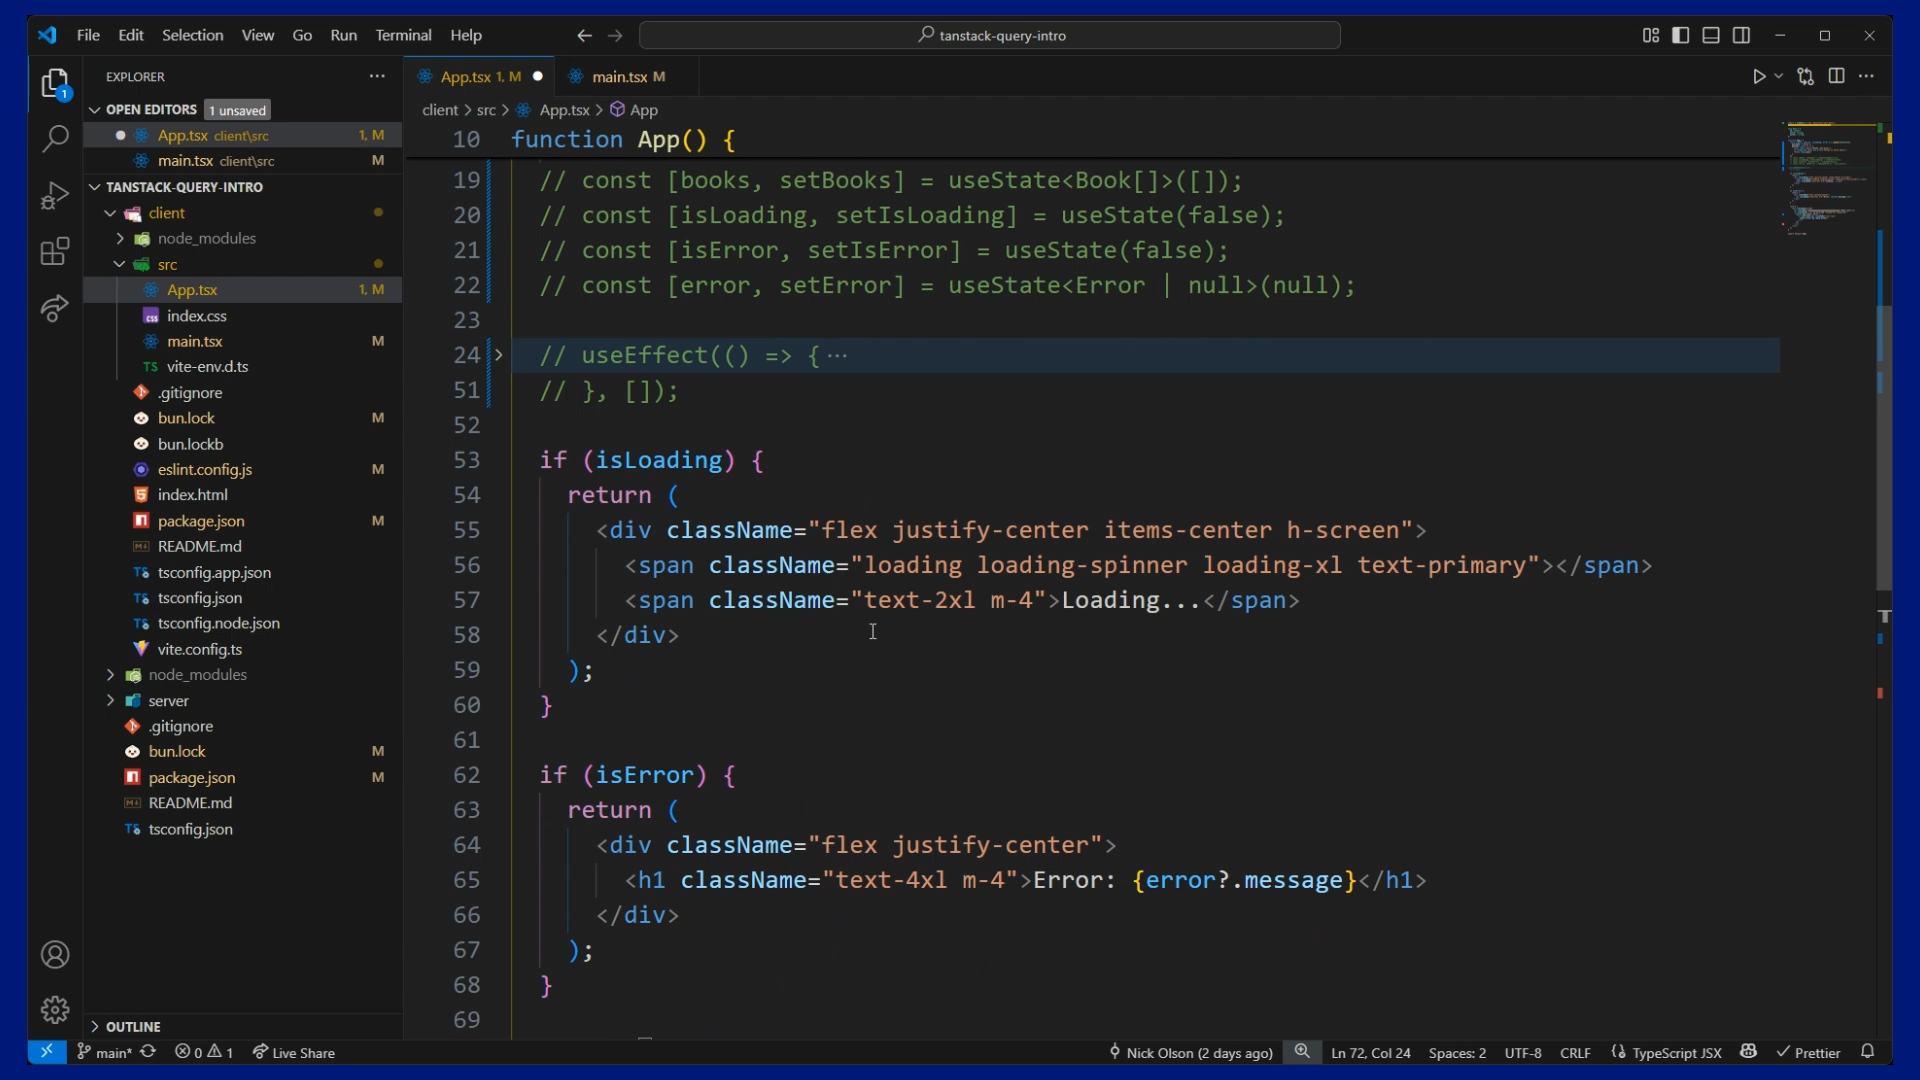 File Edit Selection View Go Run Terminal Help
tanstack-query-intro
EXPLORER
1
OPEN EDITORS 1 unsaved
App.tsx client\src 1, M
main.tsx client\src M
TANSTACK-QUERY-INTRO
client
node_modules
src
App.tsx 1, M
index.css
main.tsx M
vite-env.d.ts
.gitignore
bun.lock M
bun.lockb
eslint.config.js M
index.html
package.json M
README.md
tsconfig.app.json
tsconfig.json
tsconfig.node.json
vite.config.ts
node_modules
server
.gitignore
bun.lock M
package.json M
README.md
tsconfig.json
OUTLINE
App.tsx 1, M
main.tsx M
client > src > App.tsx > App
10 function App() {
19 // const [books, setBooks] = useState<Book[]>([]);
20 // const [isLoading, setIsLoading] = useState(false);
21 // const [isError, setIsError] = useState(false);
22 // const [error, setError] = useState<Error | null>(null);
23
24 // useEffect(() => { ···
51 // }, []);
52
53 if (isLoading) {
54 return (
55 <div className="flex justify-center items-center h-screen">
56 <span className="loading loading-spinner loading-xl text-primary"></span>
57 <span className="text-2xl m-4">Loading...</span>
58 </div>
59 );
60 }
61
62 if (isError) {
63 return (
64 <div className="flex justify-center">
65 <h1 className="text-4xl m-4">Error: {error?.message}</h1>
66 </div>
67 );
68 }
69
main* 0 1 Live Share
Nick Olson (2 days ago) Ln 72, Col 24 Spaces: 2 UTF-8 CRLF TypeScript JSX Prettier